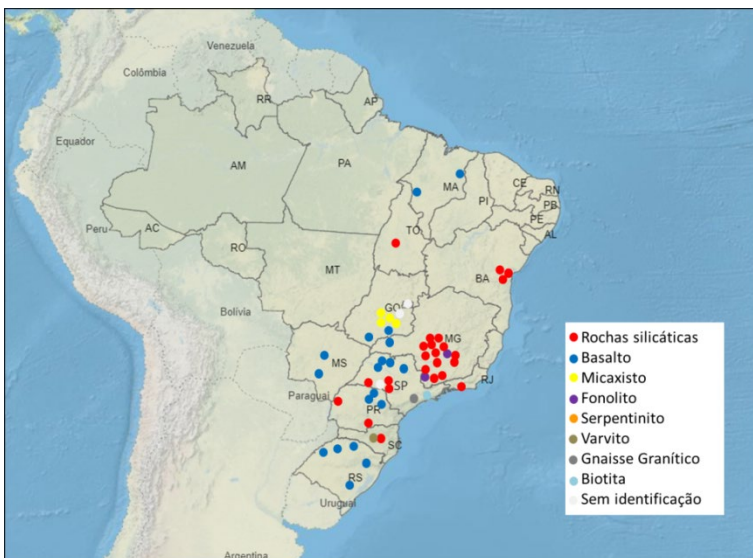 Venezuela
Colômbia
RR
AP
Equador
AM
PA
MA
CE
RN
PB
PI
PE
AL
Peru
AC
TO
RO
BA
MT
Bolívia
GO
MG
MS
SP
RJ
Paraguai
PR
SC
RS
Uruguai
Argentina
Rochas silicáticas
Basalto
Micaxisto
Fonolito
Serpentinito
Varvito
Gnaisse Granítico
Biotita
Sem identificação